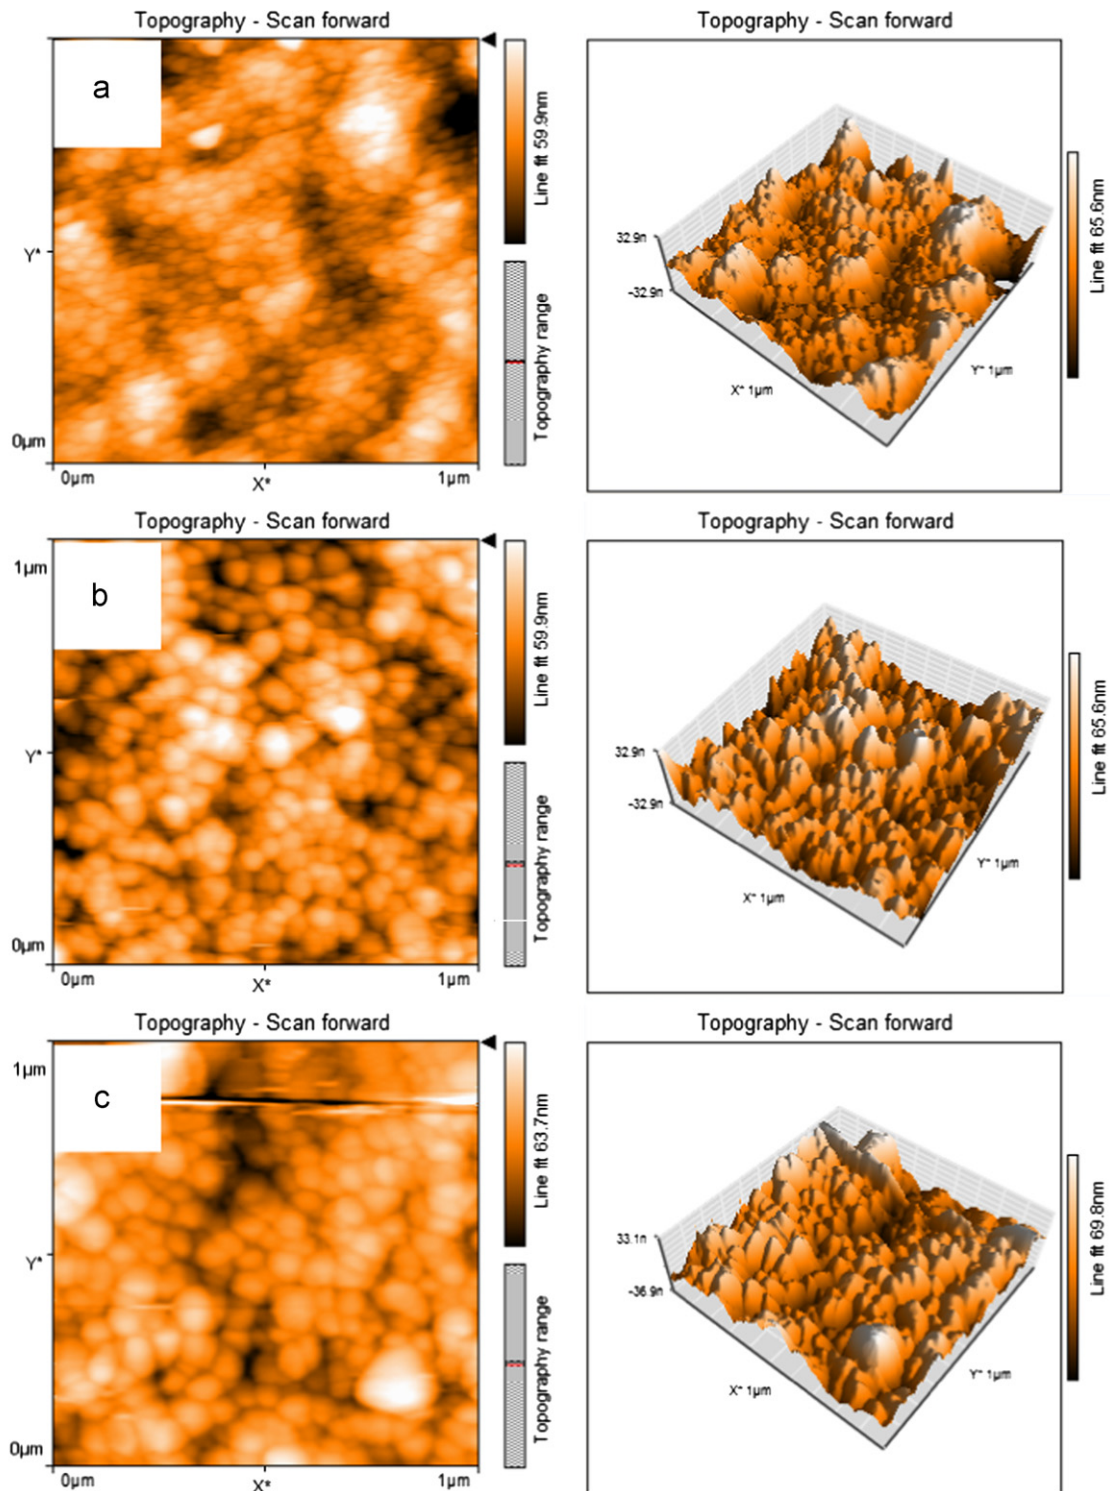 Topography - Scan forward
a
Y*
0µm
0µm
X*
1µm
Line fit 59.9nm
Topography range
Topography - Scan forward
32.9n
-32.9n
X* 1µm
Y* 1µm
Line fit 65.6nm
Topography - Scan forward
1µm
b
Y*
0µm
0µm
X*
1µm
Line fit 59.9nm
Topography range
Topography - Scan forward
32.9n
-32.9n
X* 1µm
Y* 1µm
Line fit 65.6nm
Topography - Scan forward
1µm
c
Y*
0µm
0µm
X*
1µm
Line fit 63.7nm
Topography range
Topography - Scan forward
33.1n
-36.9n
X* 1µm
Y* 1µm
Line fit 69.8nm